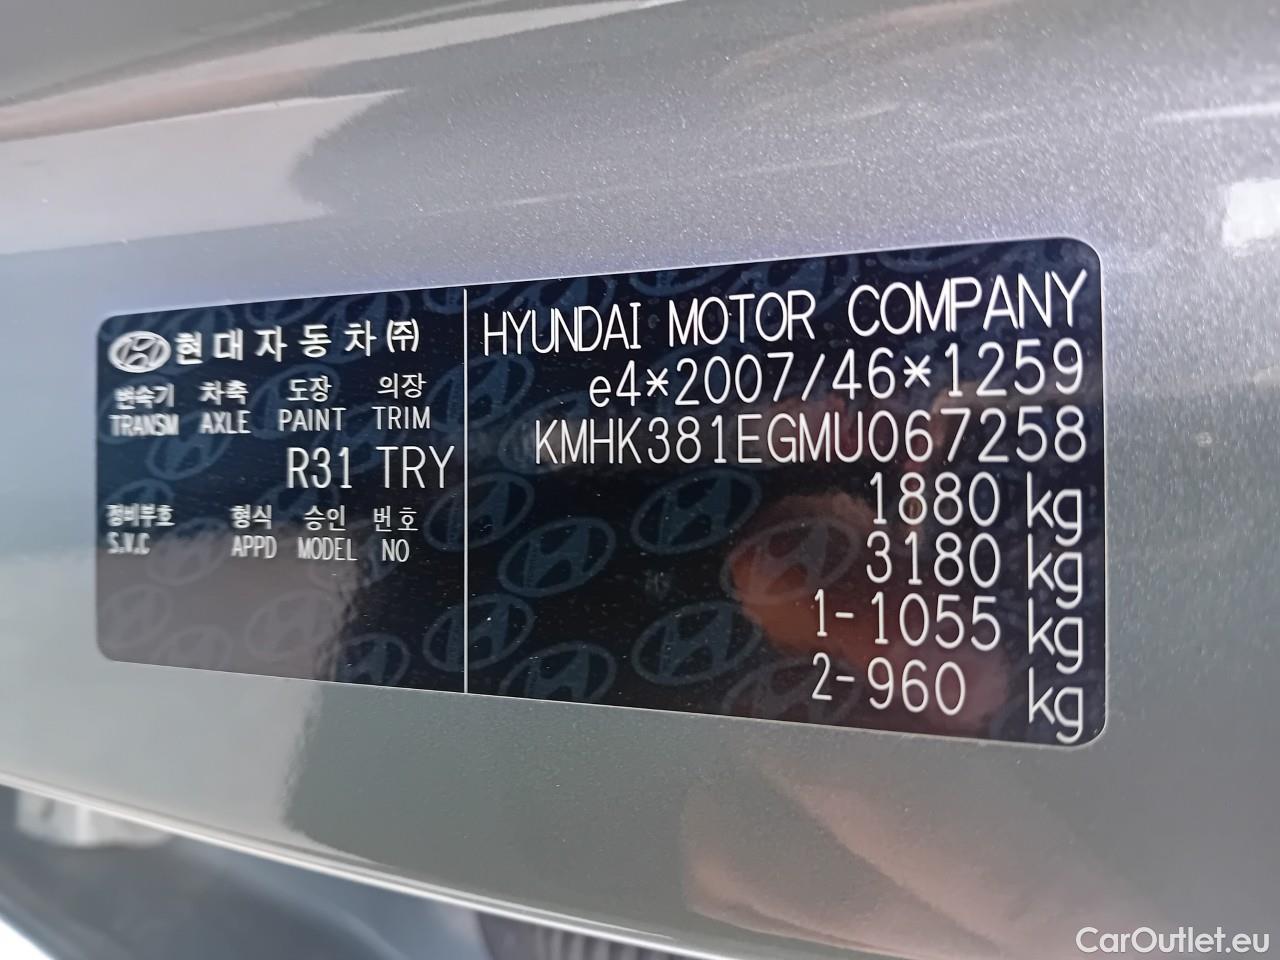 현대자동차(주)
변속기 차축 도장 의장
TRANSM AXLE PAINT TRIM
R31 TRY
정비부호 형식 승인 번호
S.V.C APPD MODEL NO
HYUNDAI MOTOR COMPANY
e4*2007/46*1259
KMHK381EGMU067258
1880 kg
3180 kg
1-1055 kg
2-960 kg
CarOutlet.eu